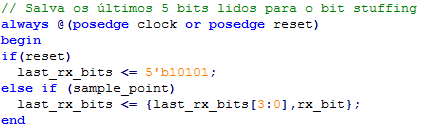 // Salva os últimos 5 bits lidos para o bit stuffing
always @(posedge clock or posedge reset)
begin
if(reset)
last_rx_bits <= 5'b10101;
else if (sample_point)
last_rx_bits <= {last_rx_bits[3:0],rx_bit};
end